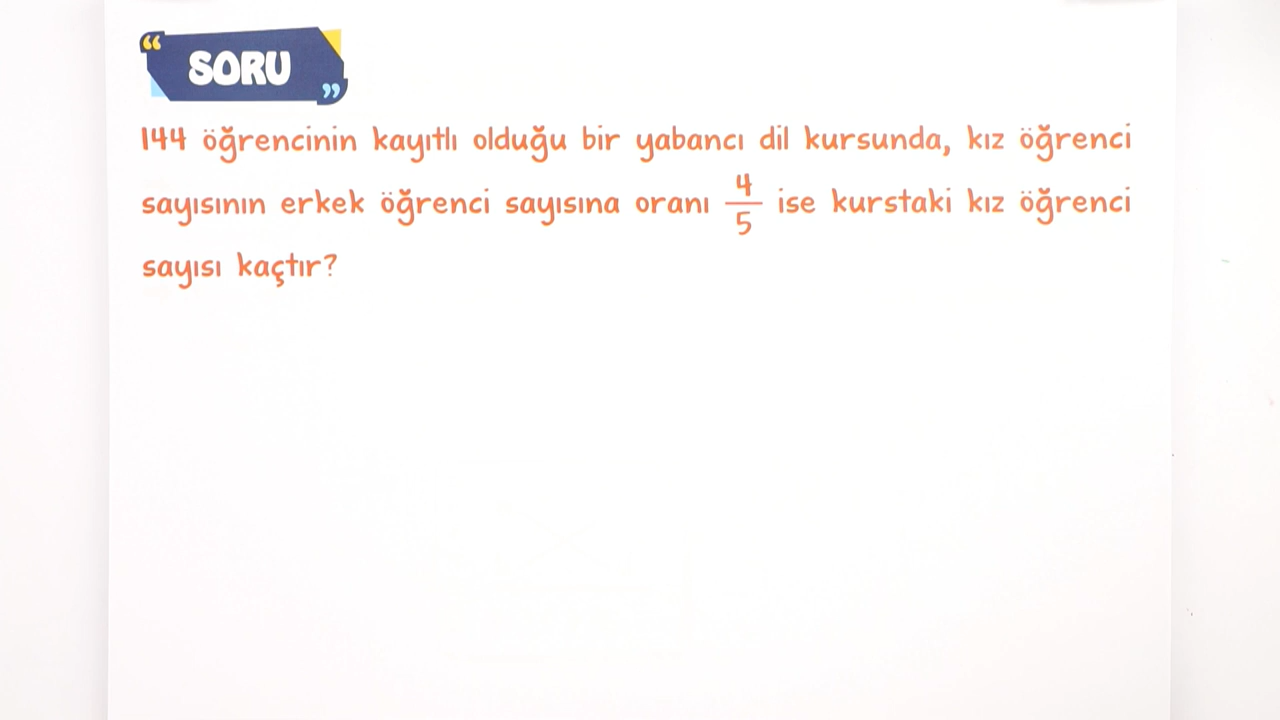 “ SORU ”
144 öğrencinin kayıtlı olduğu bir yabancı dil kursunda, kız öğrenci
sayısının erkek öğrenci sayısına oranı 4/5 ise kurstaki kız öğrenci
sayısı kaçtır?